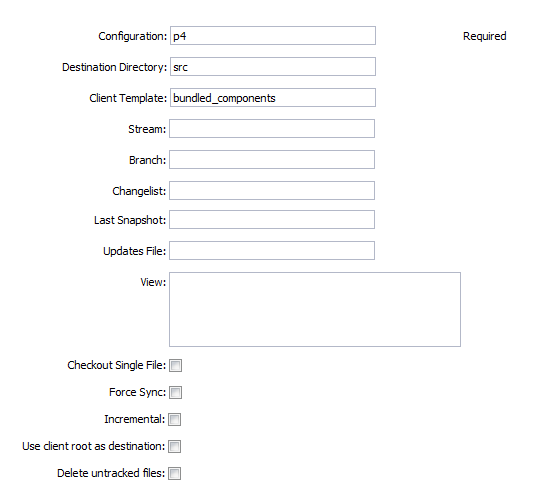 Configuration: p4 Required
Destination Directory: src
Client Template: bundled_components
Stream:
Branch:
Changelist:
Last Snapshot:
Updates File:
View:
Checkout Single File:
Force Sync:
Incremental:
Use client root as destination:
Delete untracked files: